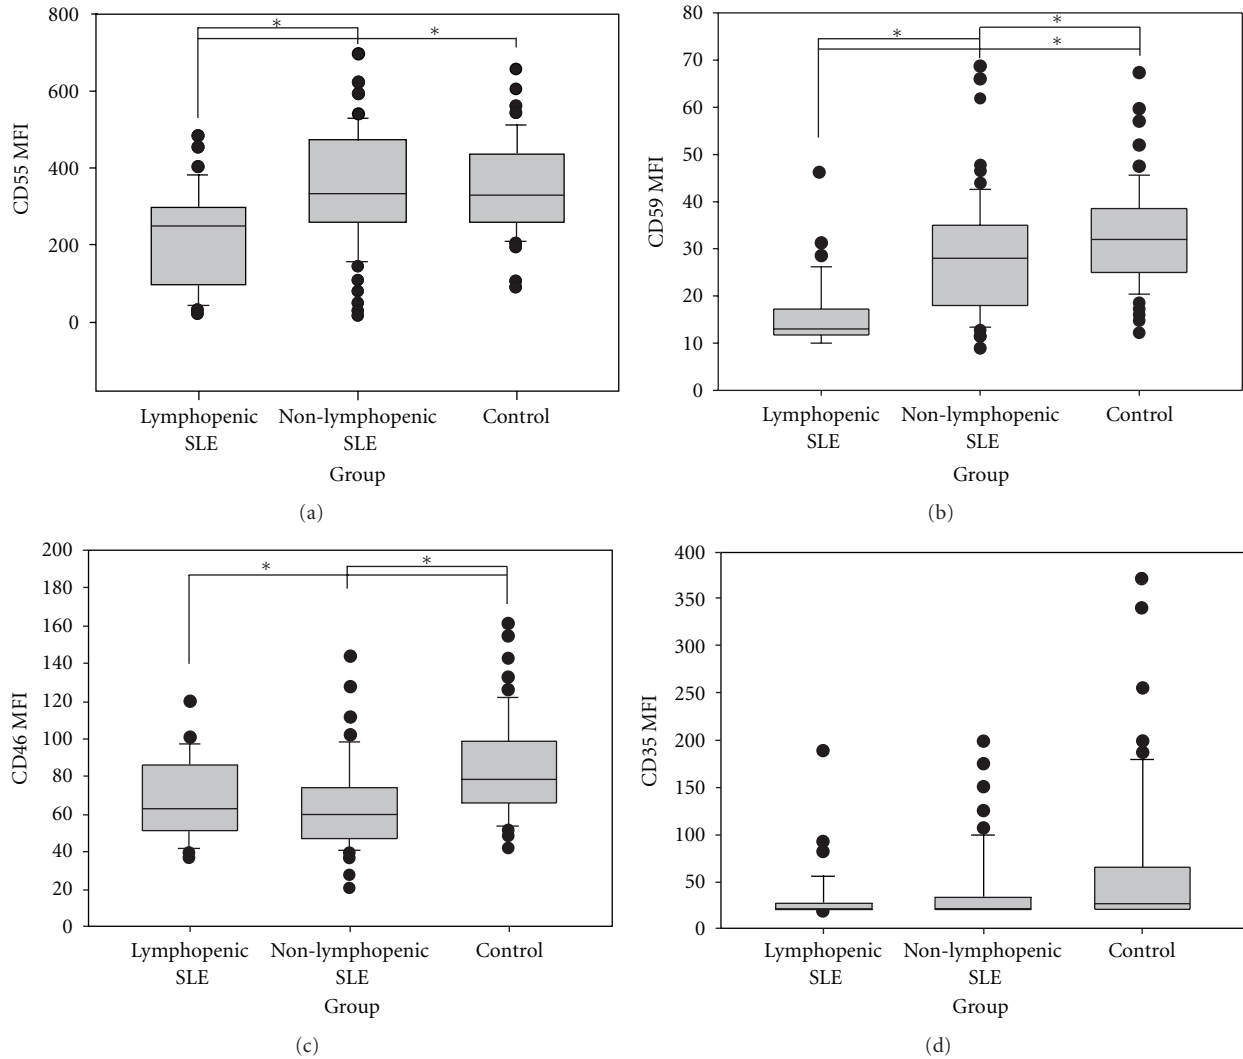 800
600
400
200
0
CD55 MFI
*
*
Lymphopenic
SLE
Non-lymphopenic
SLE
Control
Group
(a)
80
70
60
50
40
30
20
10
0
CD59 MFI
*
*
*
Lymphopenic
SLE
Non-lymphopenic
SLE
Control
Group
(b)
200
180
160
140
120
100
80
60
40
20
0
CD46 MFI
*
*
Lymphopenic
SLE
Non-lymphopenic
SLE
Control
Group
(c)
400
350
300
250
200
150
100
50
0
CD35 MFI
Lymphopenic
SLE
Non-lymphopenic
SLE
Control
Group
(d)